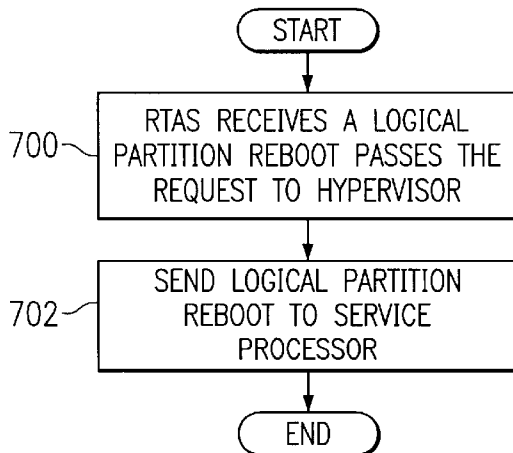 START
700
RTAS RECEIVES A LOGICAL
PARTITION REBOOT PASSES THE
REQUEST TO HYPERVISOR
702
SEND LOGICAL PARTITION
REBOOT TO SERVICE
PROCESSOR
END